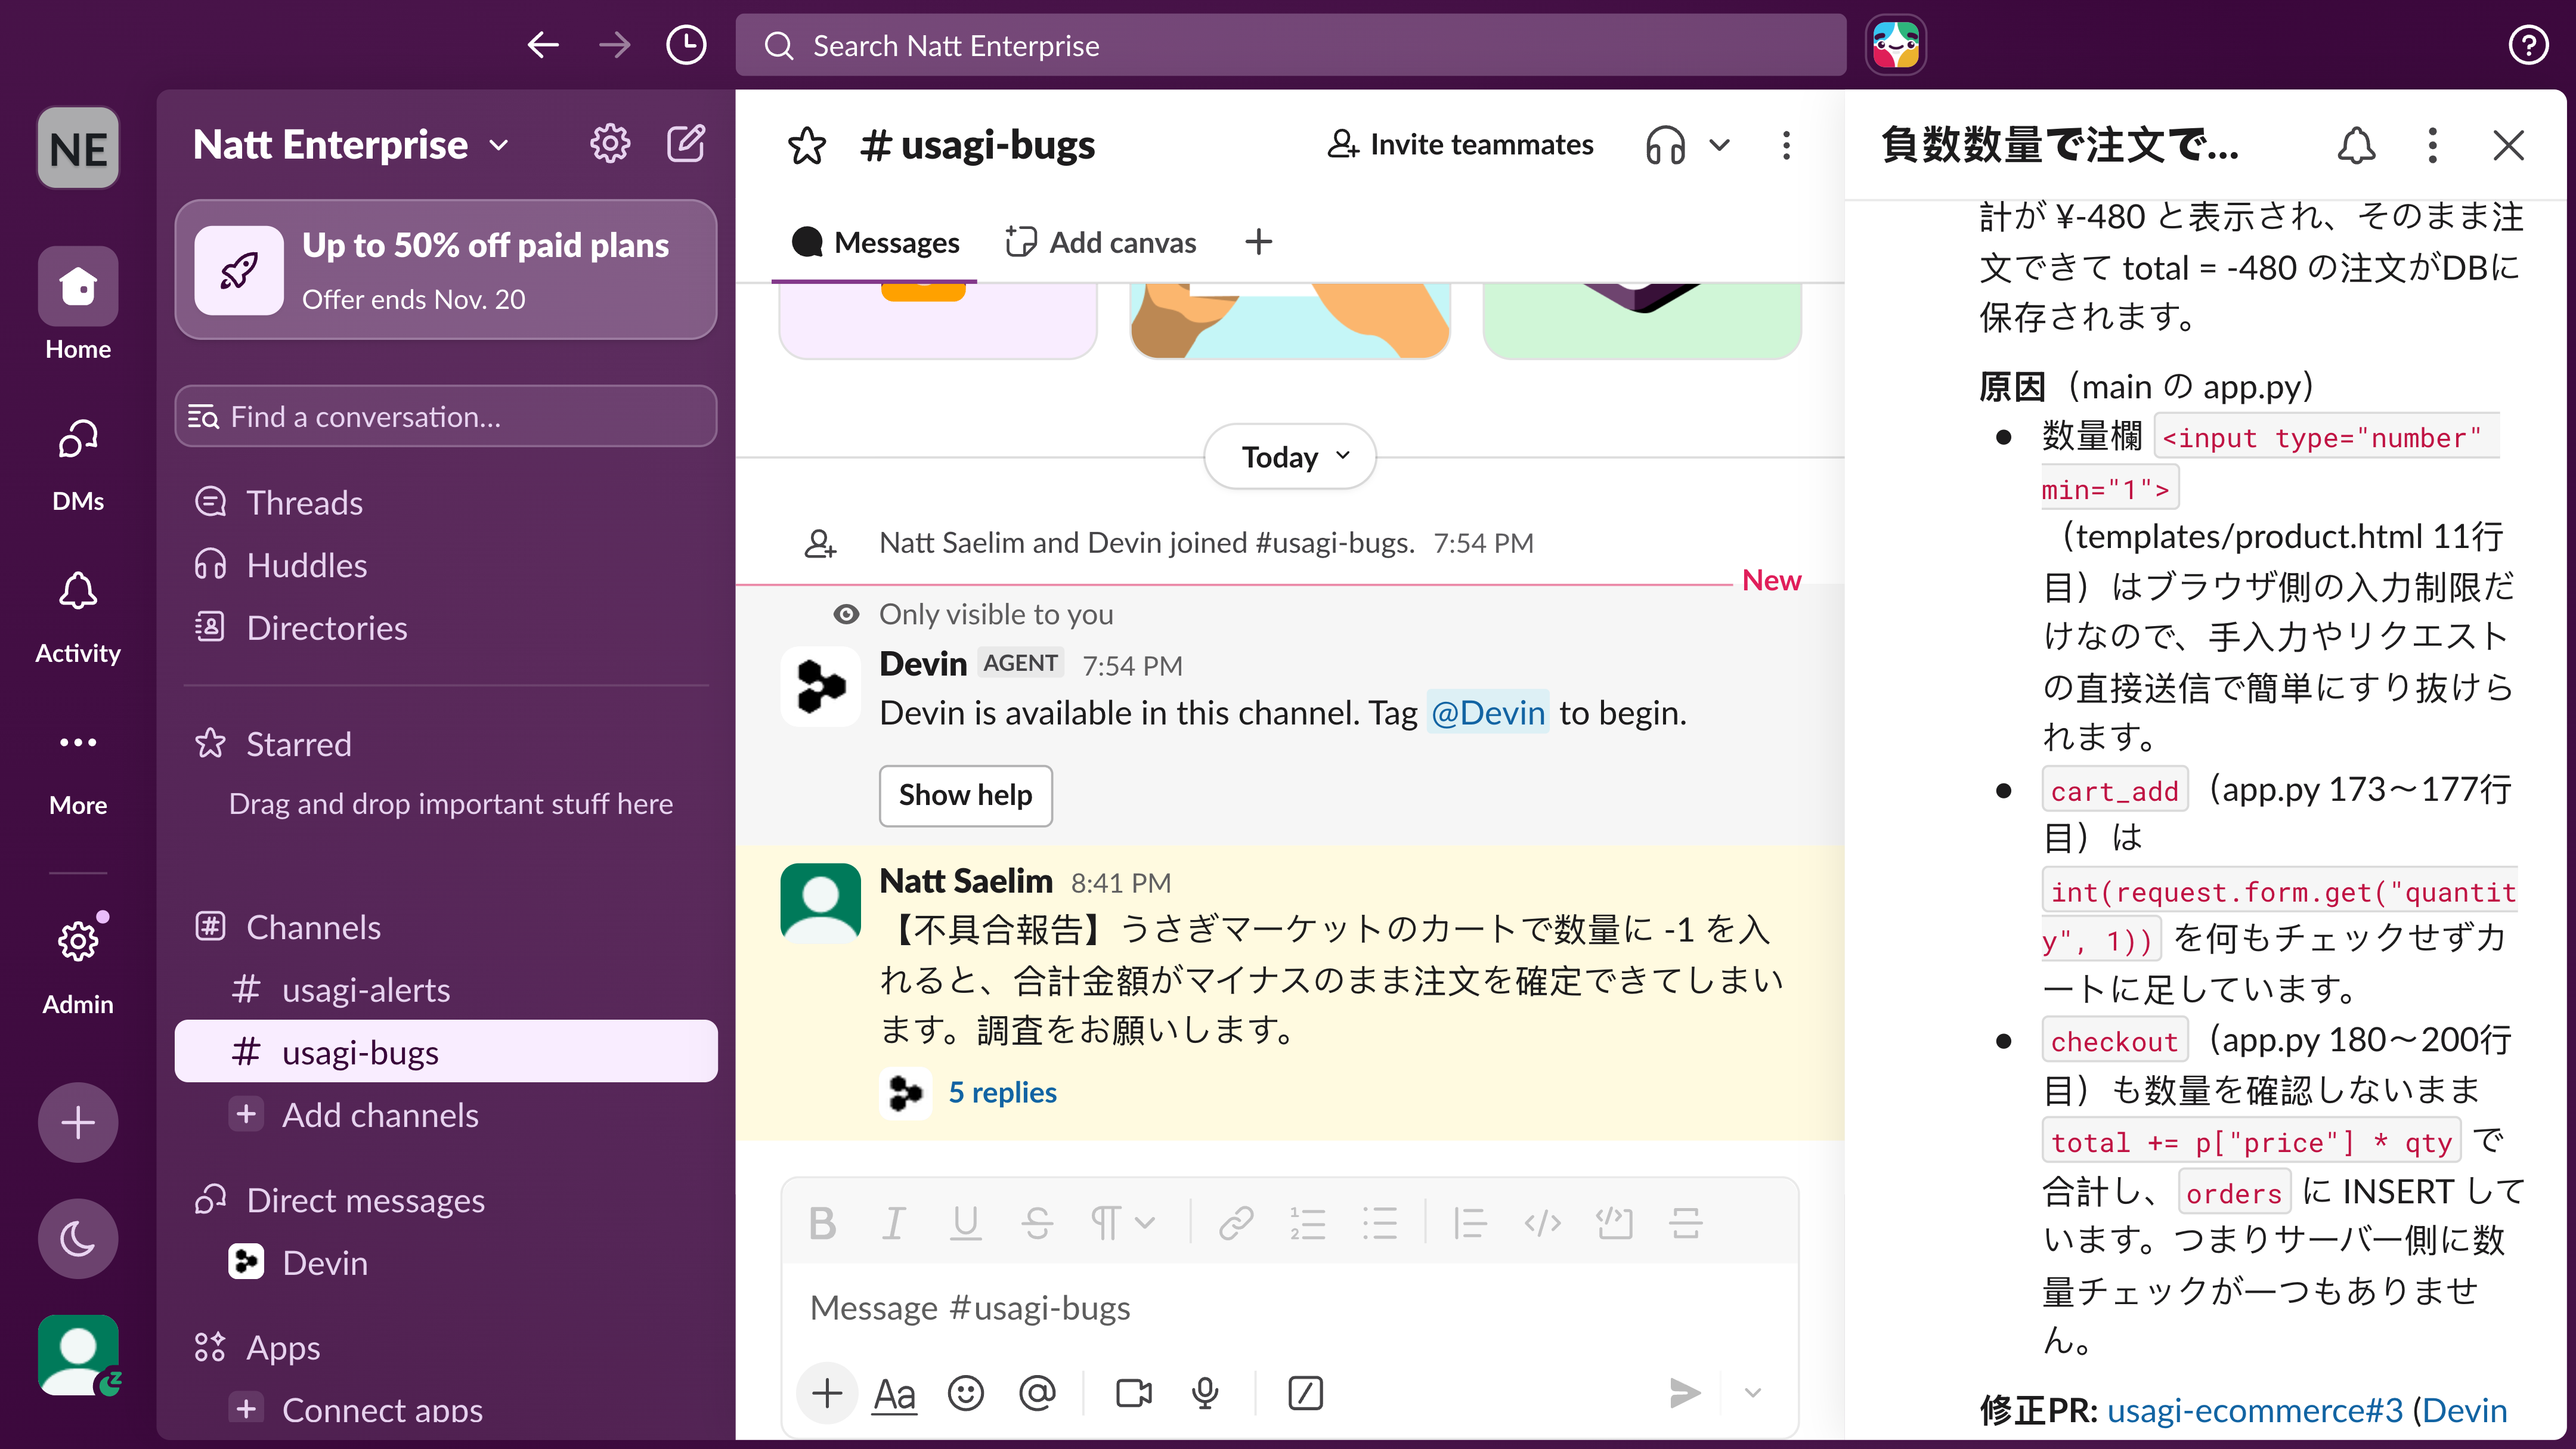 Search Natt Enterprise
NE
Home
DMs
Activity
More
Admin
Natt Enterprise
Up to 50% off paid plans
Offer ends Nov. 20
Find a conversation...
Threads
Huddles
Directories
Starred
Drag and drop important stuff here
Channels
# usagi-alerts
# usagi-bugs
Add channels
Direct messages
Devin
Apps
Connect apps
# usagi-bugs
Invite teammates
Messages
Add canvas
Today
Natt Saelim and Devin joined #usagi-bugs. 7:54 PM
New
Only visible to you
Devin AGENT 7:54 PM
Devin is available in this channel. Tag @Devin to begin.
Show help
Natt Saelim 8:41 PM
【不具合報告】うさぎマーケットのカートで数量に -1 を入
れると、合計金額がマイナスのまま注文を確定できてしまい
ます。調査をお願いします。
5 replies
Message #usagi-bugs
Aa
負数数量で注文で...
計が ¥-480 と表示され、そのまま注
文できて total = -480 の注文がDBに
保存されます。
原因（main の app.py）
• 数量欄 <input type="number"
min="1">
（templates/product.html 11行
目）はブラウザ側の入力制限だ
けなので、手入力やリクエスト
の直接送信で簡単にすり抜けら
れます。
• cart_add（app.py 173〜177行
目）は
int(request.form.get("quantit
y", 1)) を何もチェックせずカ
ートに足しています。
• checkout（app.py 180〜200行
目）も数量を確認しないまま
total += p["price"] * qty で
合計し、orders に INSERT して
います。つまりサーバー側に数
量チェックが一つもありませ
ん。
修正PR: usagi-ecommerce#3 (Devin